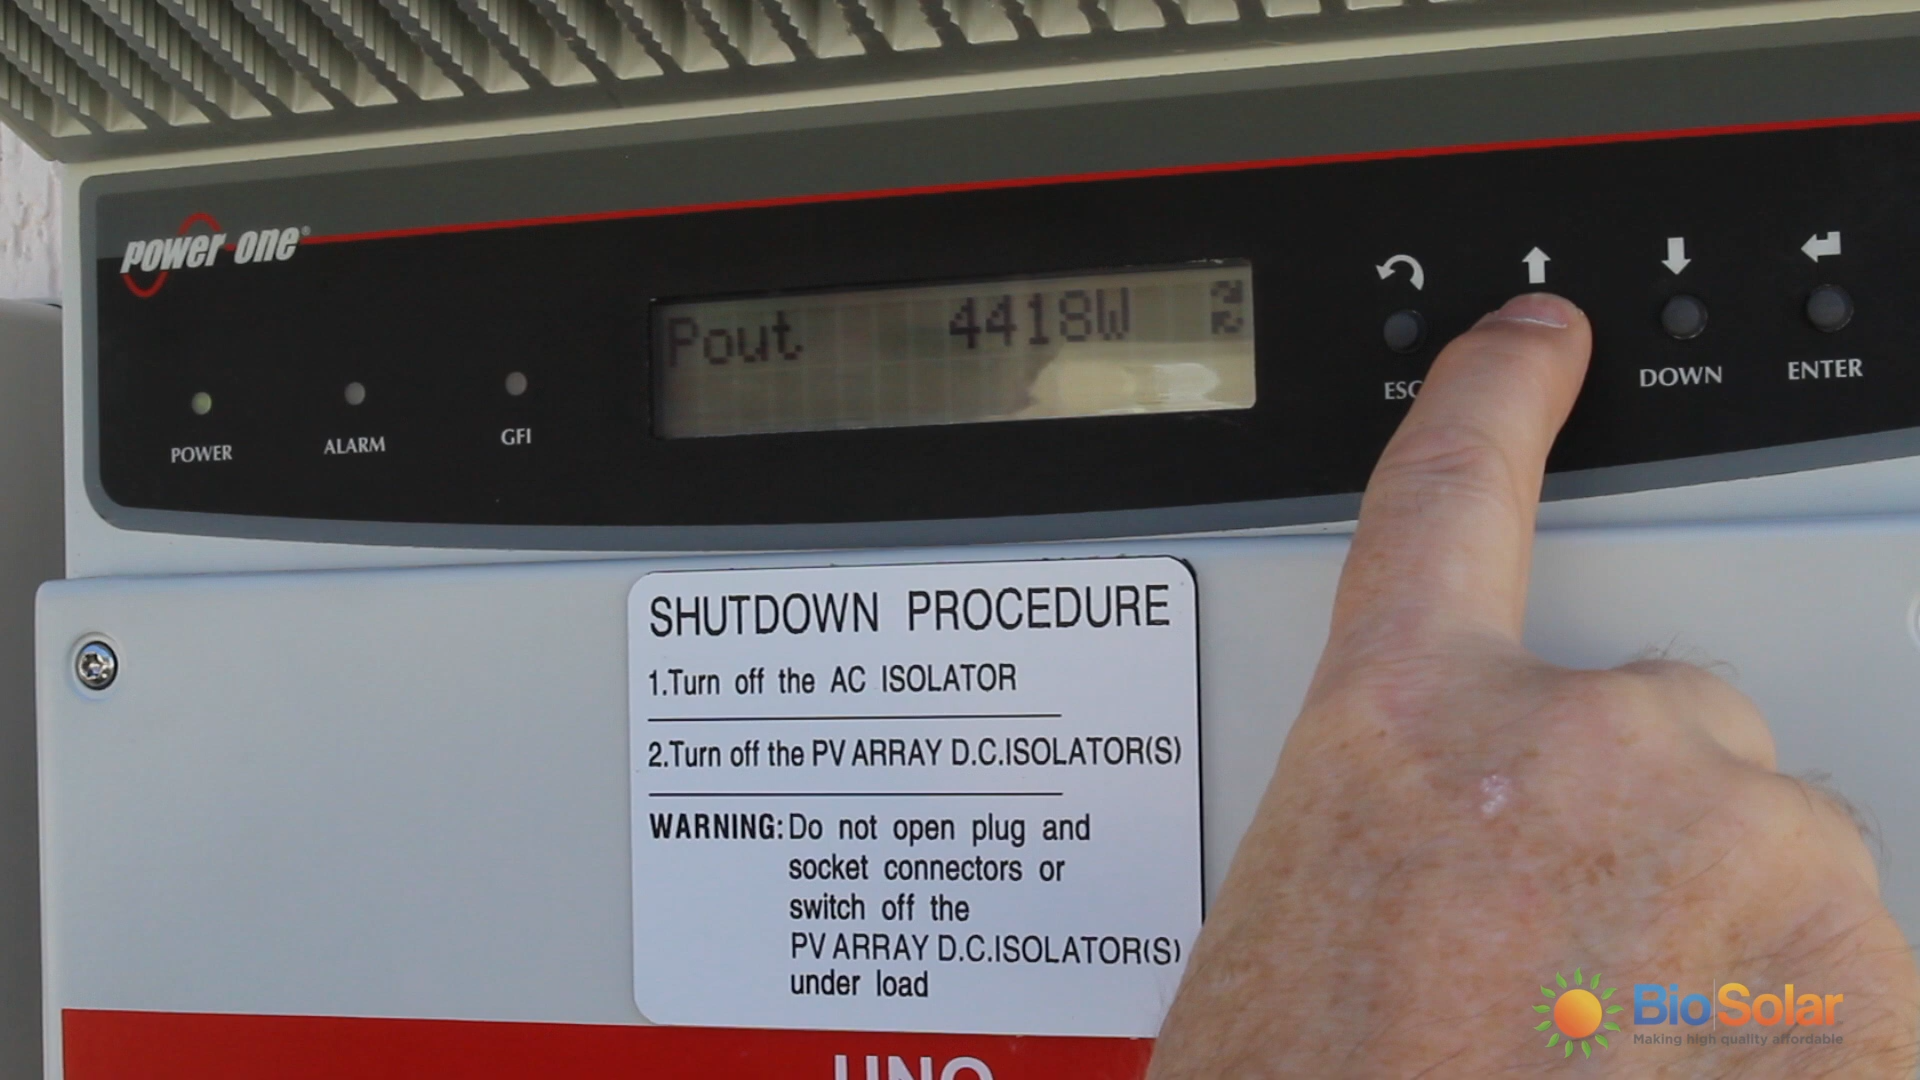 power-one®
Pout 4418W
POWER
ALARM
GFI
ESC
DOWN
ENTER
SHUTDOWN PROCEDURE
1.Turn off the AC ISOLATOR
2.Turn off the PV ARRAY D.C.ISOLATOR(S)
WARNING: Do not open plug and
socket connectors or
switch off the
PV ARRAY D.C.ISOLATOR(S)
under load
UNO
BioSolar
Making high quality affordable